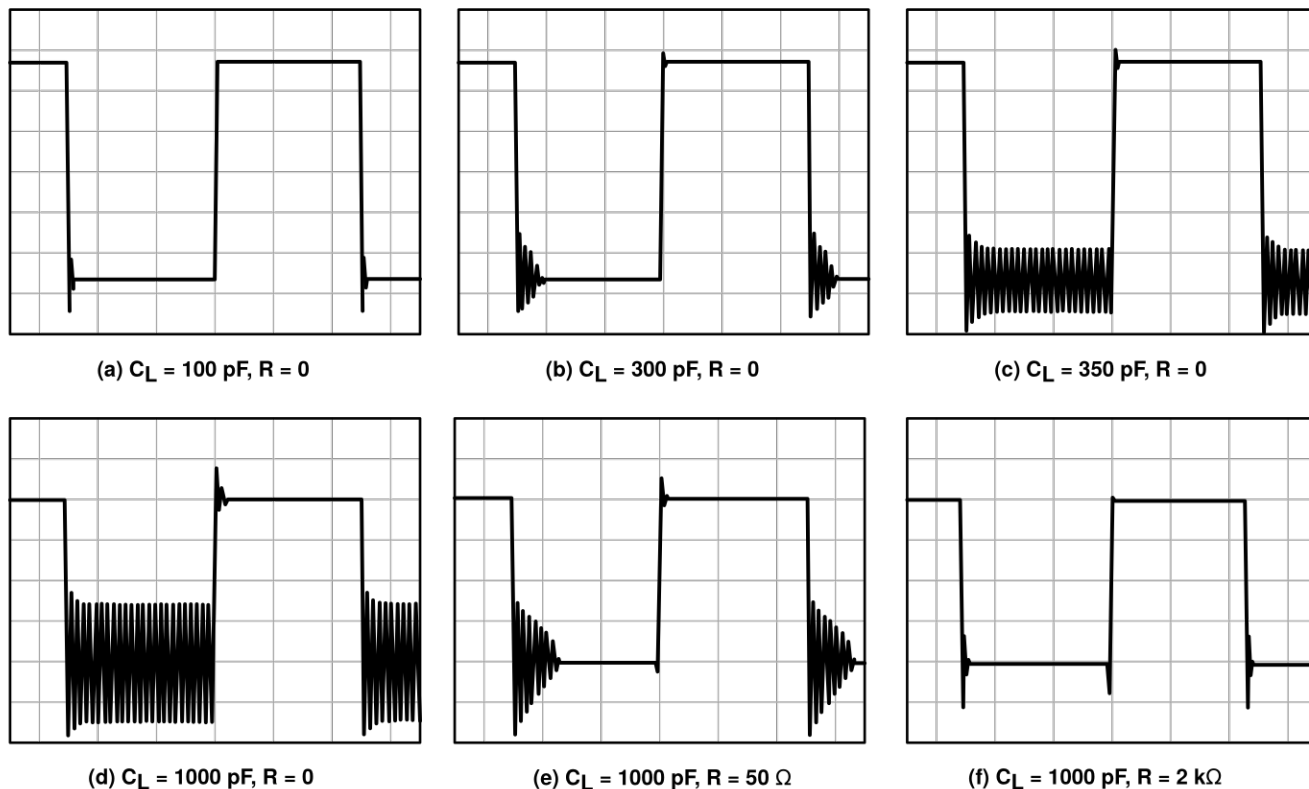 (a) CL = 100 pF, R = 0
(b) CL = 300 pF, R = 0
(c) CL = 350 pF, R = 0
(d) CL = 1000 pF, R = 0
(e) CL = 1000 pF, R = 50 Ω
(f) CL = 1000 pF, R = 2 kΩ